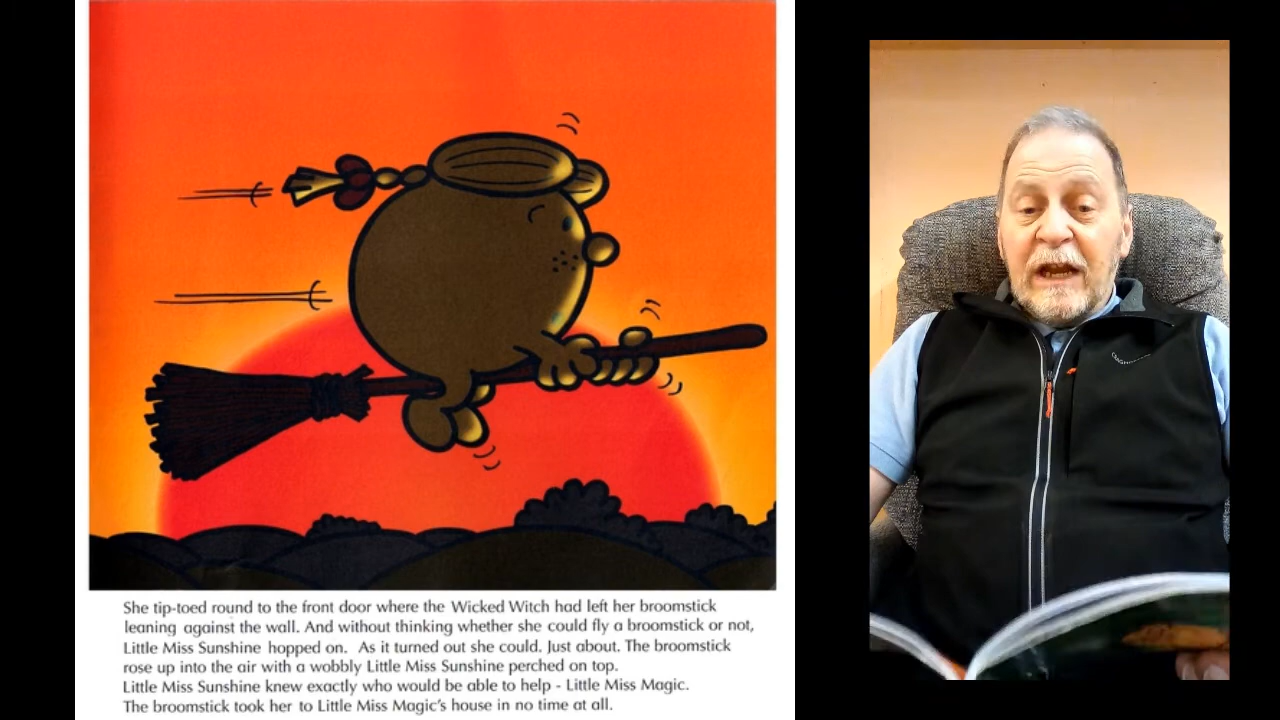 She tip-toed round to the front door where the Wicked Witch had left her broomstick
leaning against the wall. And without thinking whether she could fly a broomstick or not,
Little Miss Sunshine hopped on. As it turned out she could. Just about. The broomstick
rose up into the air with a wobbly Little Miss Sunshine perched on top.
Little Miss Sunshine knew exactly who would be able to help - Little Miss Magic.
The broomstick took her to Little Miss Magic's house in no time at all.